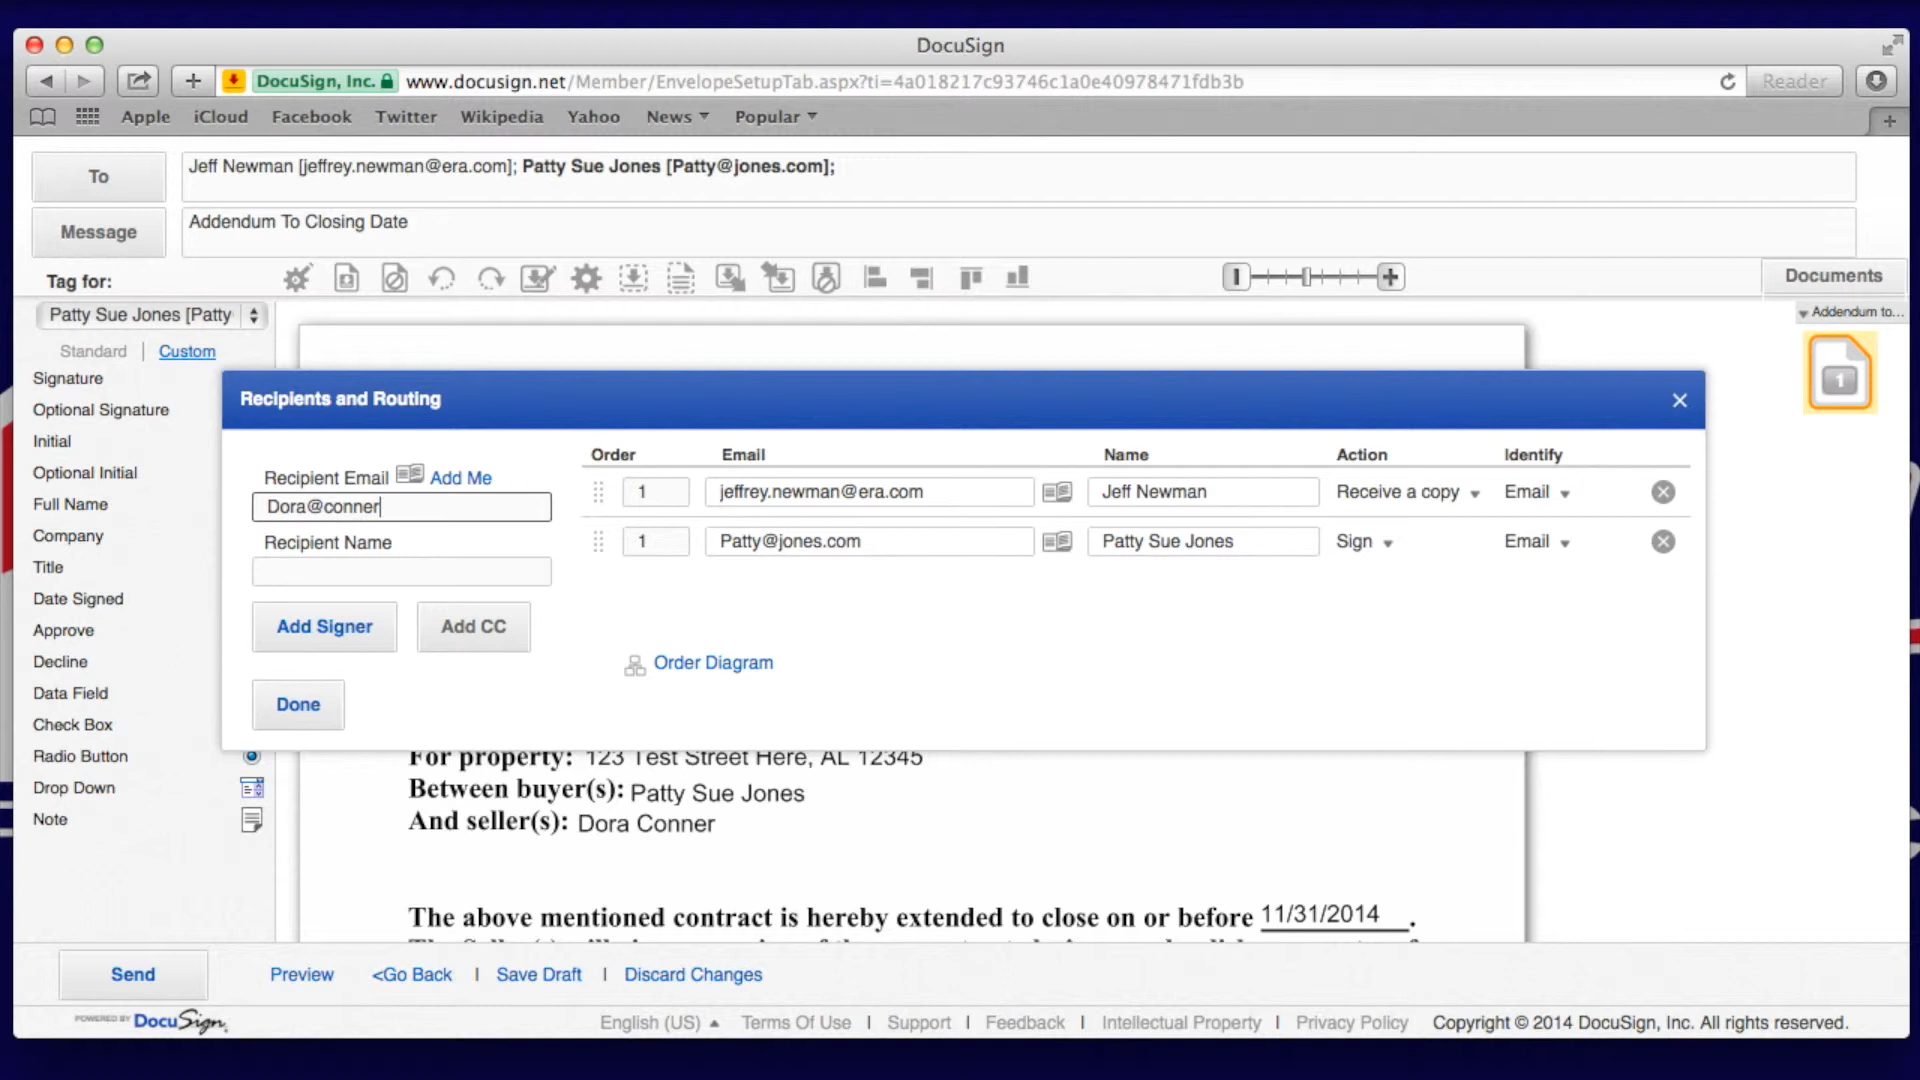 DocuSign
DocuSign, Inc. www.docusign.net/Member/EnvelopeSetupTab.aspx?ti=4a018217c93746c1a0e40978471fdb3b Reader
Apple iCloud Facebook Twitter Wikipedia Yahoo News Popular
To Jeff Newman [jeffrey.newman@era.com]; Patty Sue Jones [Patty@jones.com];
Message Addendum To Closing Date
Tag for: Documents
Patty Sue Jones [Patty Addendum to...
Standard | Custom 1
Signature
Optional Signature
Initial
Optional Initial
Full Name
Company
Title
Date Signed
Approve
Decline
Data Field
Check Box
Radio Button
Drop Down
Note
Recipients and Routing
Recipient Email Add Me
Dora@conner
Recipient Name
Add Signer Add CC
Done
Order Email Name Action Identify
1 jeffrey.newman@era.com Jeff Newman Receive a copy Email
1 Patty@jones.com Patty Sue Jones Sign Email
Order Diagram
For property: 123 Test Street Here, AL 12345
Between buyer(s): Patty Sue Jones
And seller(s): Dora Conner
The above mentioned contract is hereby extended to close on or before 11/31/2014.
Send Preview <Go Back | Save Draft | Discard Changes
POWERED BY DocuSign English (US) Terms Of Use | Support | Feedback | Intellectual Property | Privacy Policy Copyright © 2014 DocuSign, Inc. All rights reserved.